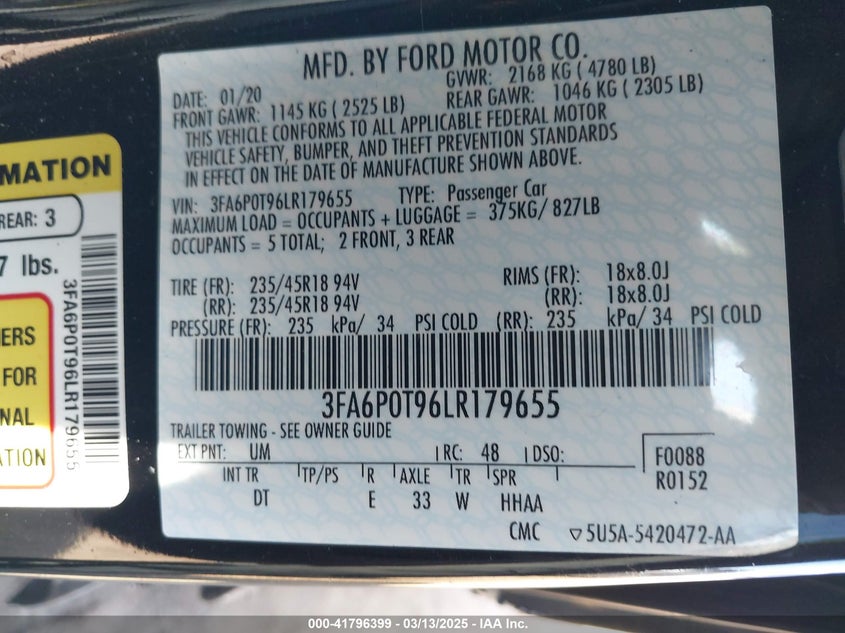 MFD. BY FORD MOTOR CO.
DATE: 01/20 GVWR: 2168 KG ( 4780 LB)
FRONT GAWR: 1145 KG ( 2525 LB) REAR GAWR: 1046 KG ( 2305 LB)
THIS VEHICLE CONFORMS TO ALL APPLICABLE FEDERAL MOTOR
VEHICLE SAFETY, BUMPER, AND THEFT PREVENTION STANDARDS
IN EFFECT ON THE DATE OF MANUFACTURE SHOWN ABOVE.
VIN: 3FA6P0T96LR179655 TYPE: Passenger Car
MAXIMUM LOAD = OCCUPANTS + LUGGAGE = 375KG/ 827LB
OCCUPANTS = 5 TOTAL; 2 FRONT, 3 REAR
TIRE (FR): 235/45R18 94V RIMS (FR): 18x8.0J
(RR): 235/45R18 94V (RR): 18x8.0J
PRESSURE (FR): 235 kPa/ 34 PSI COLD (RR): 235 kPa/ 34 PSI COLD
3FA6P0T96LR179655
TRAILER TOWING - SEE OWNER GUIDE
EXT PNT: UM RC: 48 DSO:
INT TR TP/PS R AXLE TR SPR
DT E 33 W HHAA
F0088
R0152
CMC ▽5U5A-5420472-AA
MATION
REAR: 3
7 lbs.
ERS
FOR
NAL
ATION
3FA6P0T96LR179655
000-41796399 - 03/13/2025 - IAA Inc.